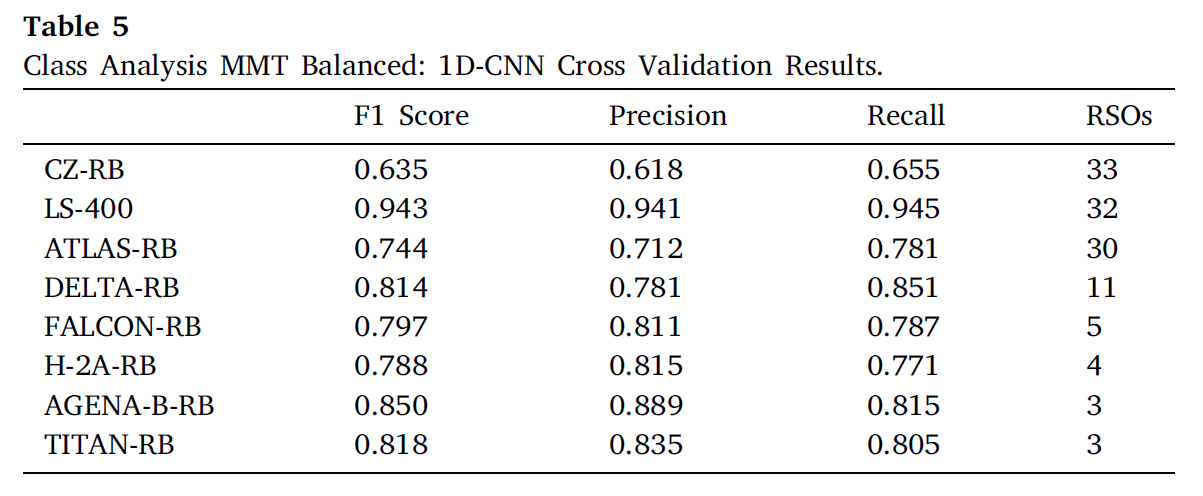 Table 5
Class Analysis MMT Balanced: 1D-CNN Cross Validation Results.
F1 Score Precision Recall RSOs
CZ-RB 0.635 0.618 0.655 33
LS-400 0.943 0.941 0.945 32
ATLAS-RB 0.744 0.712 0.781 30
DELTA-RB 0.814 0.781 0.851 11
FALCON-RB 0.797 0.811 0.787 5
H-2A-RB 0.788 0.815 0.771 4
AGENA-B-RB 0.850 0.889 0.815 3
TITAN-RB 0.818 0.835 0.805 3